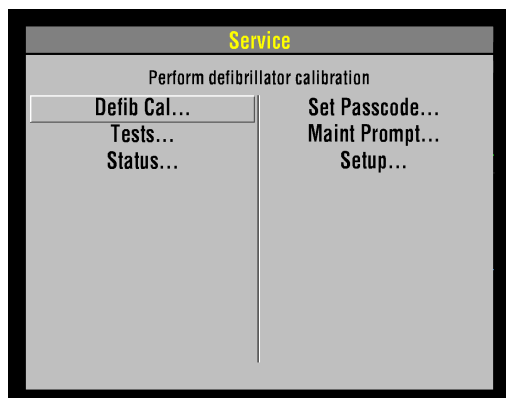 Service
Perform defibrillator calibration
Defib Cal...
Tests...
Status...
Set Passcode...
Maint Prompt...
Setup...